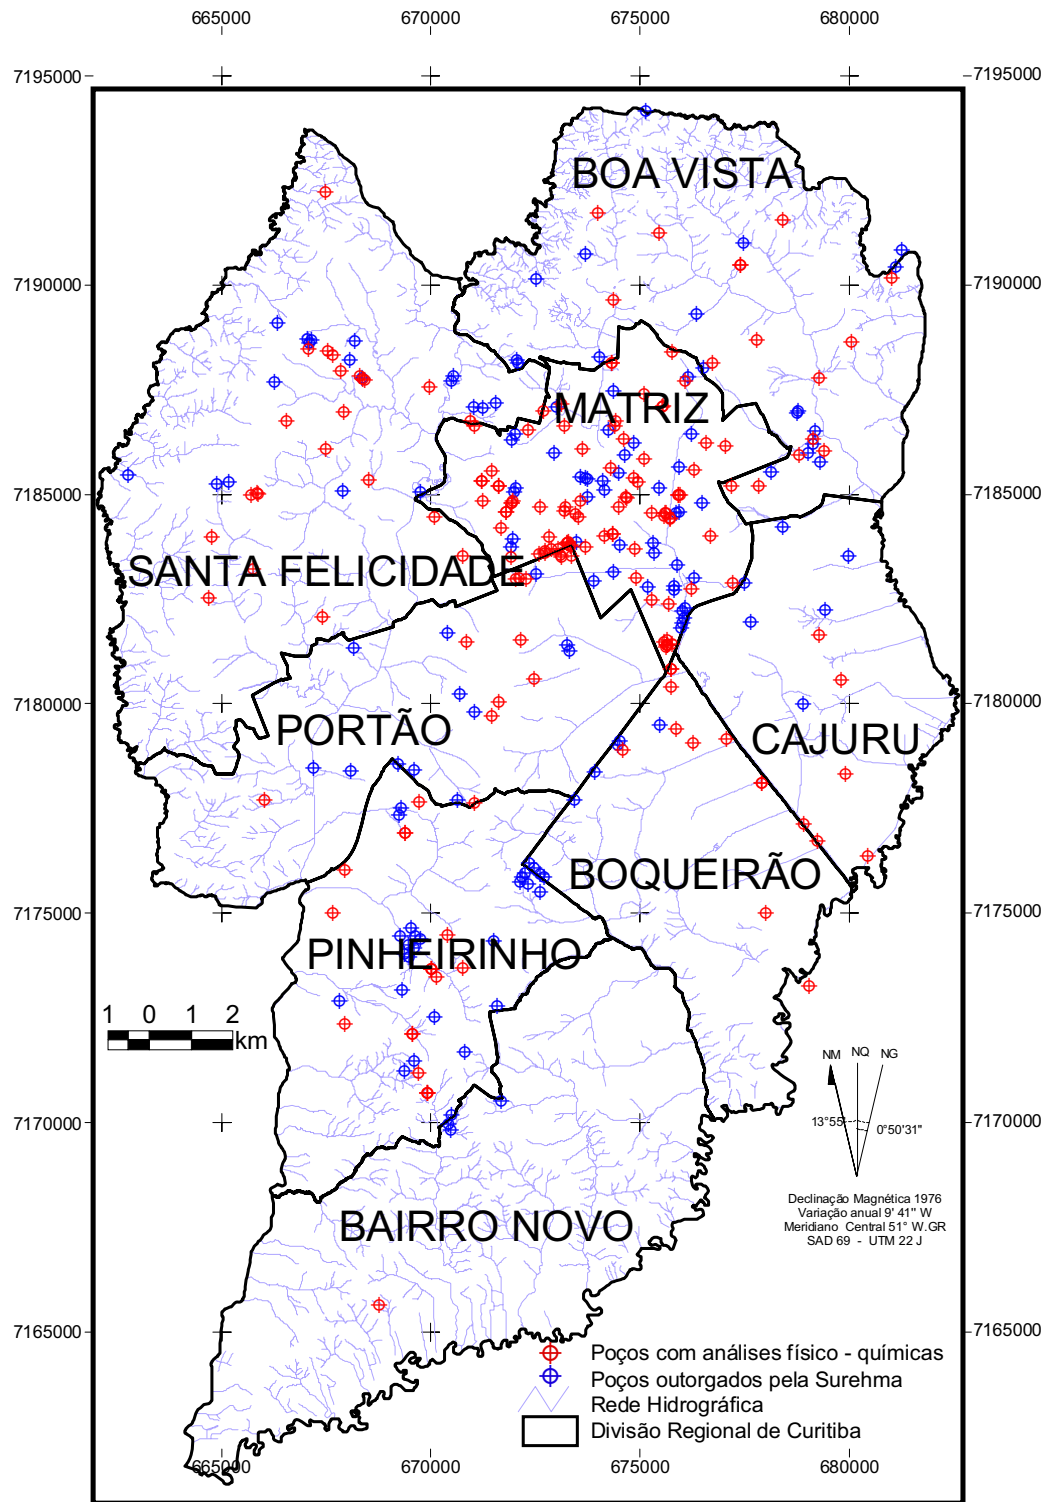 665000 670000 675000 680000
7195000 7195000
BOA VISTA
7190000 7190000
MATRIZ
7185000 7185000
SANTA FELICIDADE
7180000 7180000
PORTÃO
CAJURU
BOQUEIRÃO
7175000 7175000
PINHEIRINHO
1 0 1 2
km
NM NQ NG
13°55'
0°50'31"
7170000 7170000
Declinação Magnética 1976
Variação anual 9' 41" W
Meridiano Central 51° W.GR
SAD 69 - UTM 22 J
BAIRRO NOVO
7165000 7165000
Poços com análises físico - químicas
Poços outorgados pela Surehma
Rede Hidrográfica
Divisão Regional de Curitiba
665000 670000 675000 680000